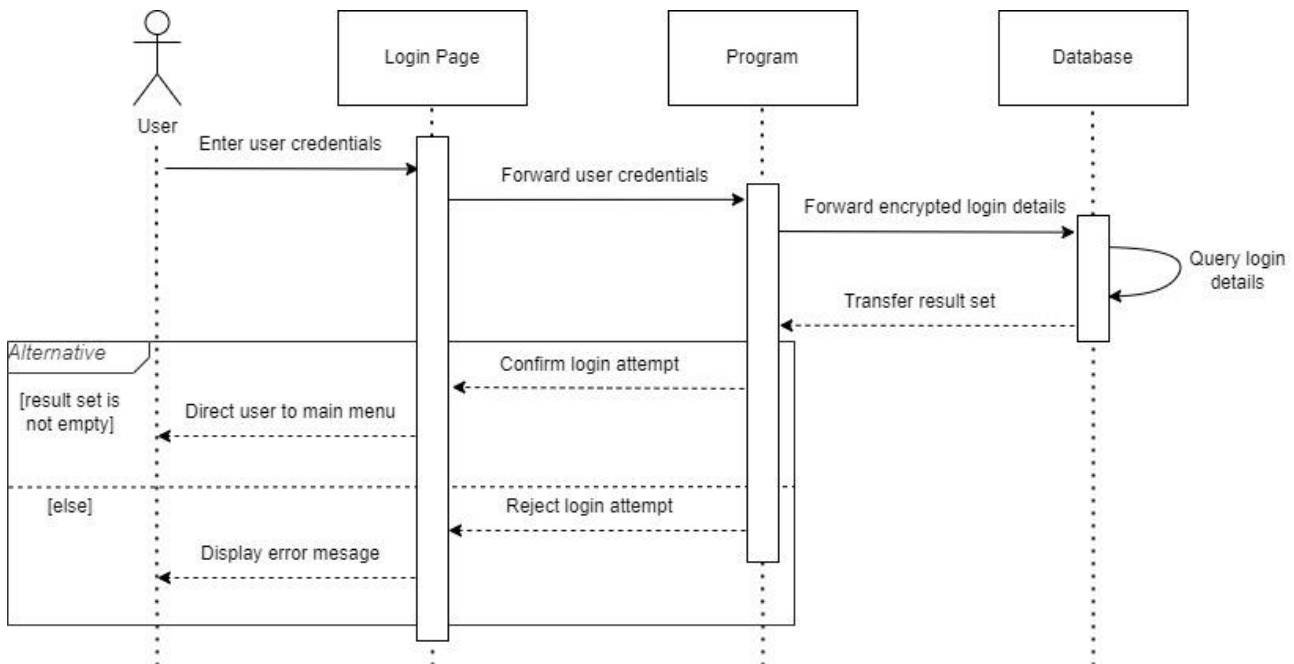 Login Page
Program
Database
User
Enter user credentials
Forward user credentials
Forward encrypted login details
Query login
details
Transfer result set
Alternative
Confirm login attempt
[result set is
not empty]
Direct user to main menu
[else]
Reject login attempt
Display error mesage